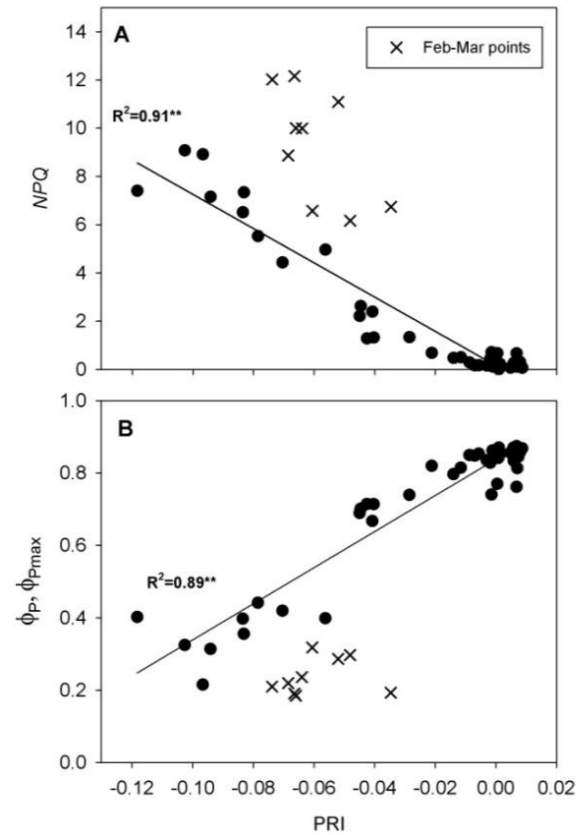 A
× Feb-Mar points
R²=0.91**
NPQ
14
12
10
8
6
4
2
0
B
R²=0.89**
ϕP, ϕPmax
1.0
0.8
0.6
0.4
0.2
0.0
-0.12 -0.10 -0.08 -0.06 -0.04 -0.02 0.00 0.02
PRI